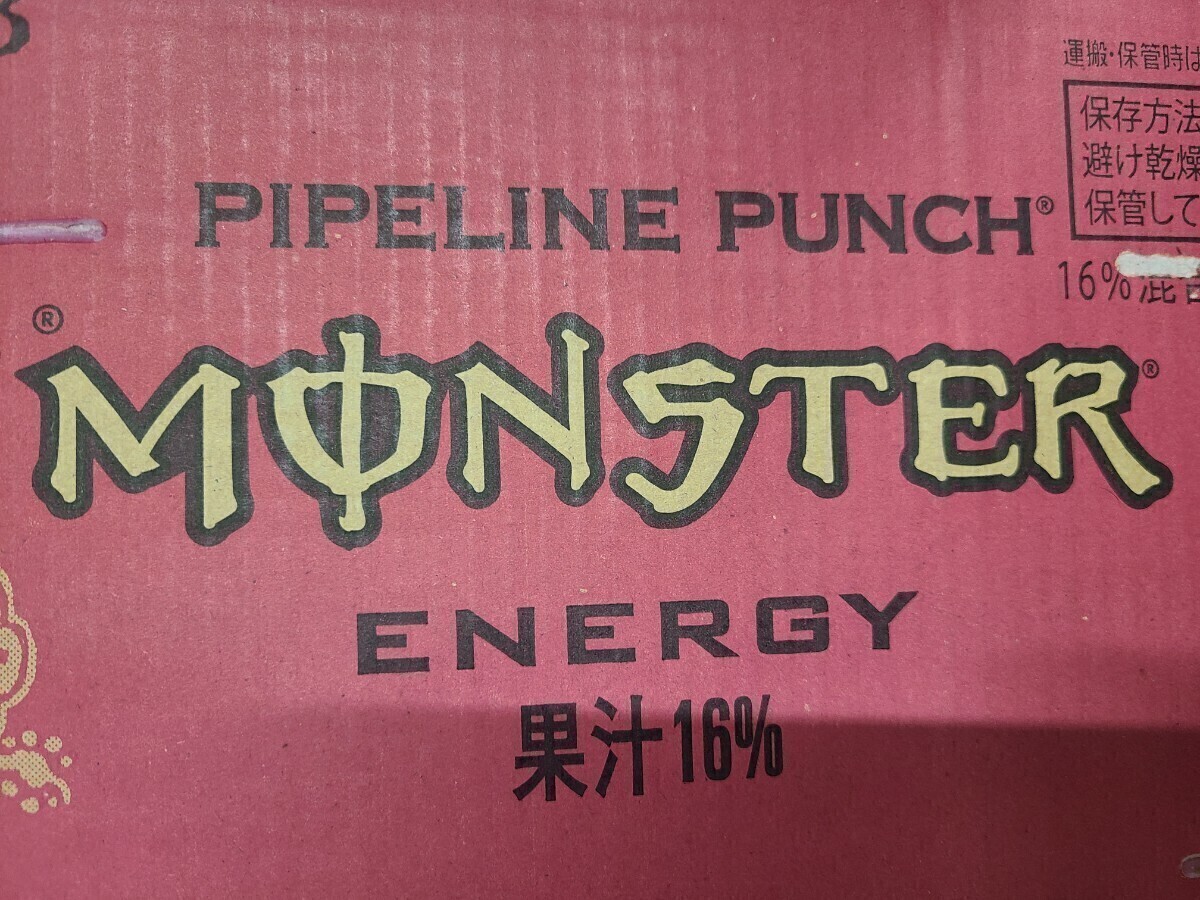 運搬・保管時は
保存方法
避け乾燥
保管して
PIPELINE PUNCH®
16%混
® MONSTER®
ENERGY
果汁16%